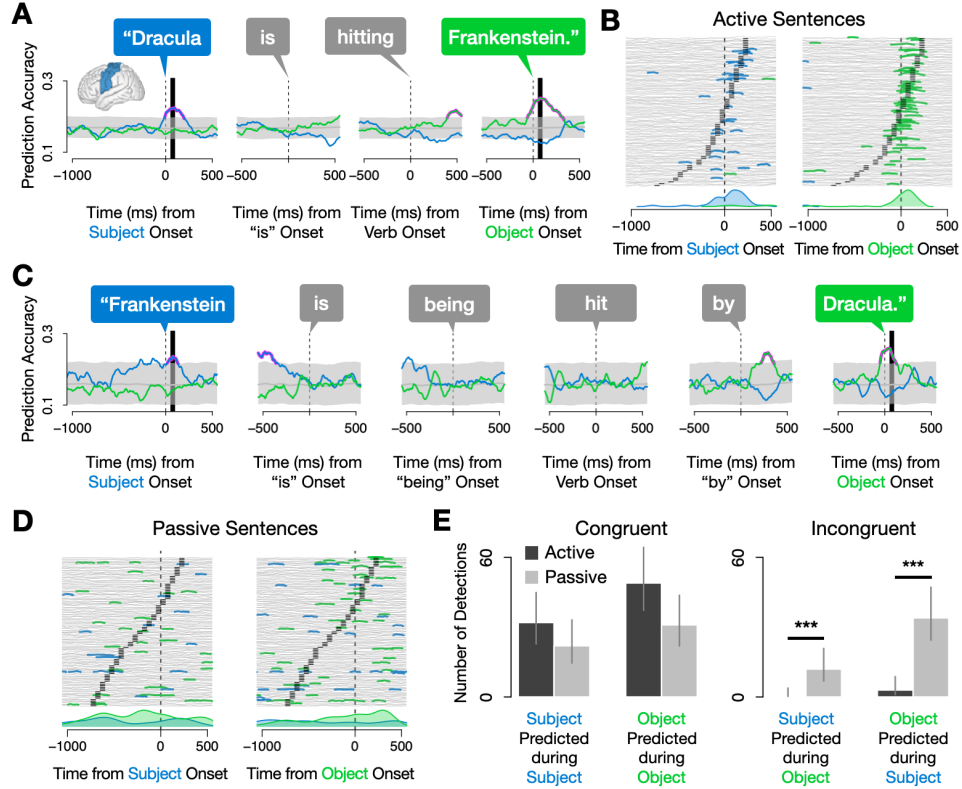 A
"Dracula
is
hitting
Frankenstein."
Prediction Accuracy
0.3
0.1
−1000 0 500
−500 0 500
−500 0 500
−500 0 500
Time (ms) from
Subject Onset
Time (ms) from
"is" Onset
Time (ms) from
Verb Onset
Time (ms) from
Object Onset
B
Active Sentences
−1000 0 500
−1000 0 500
Time from Subject Onset
Time from Object Onset
C
"Frankenstein
is
being
hit
by
Dracula."
Prediction Accuracy
0.3
0.1
−1000 0 500
−500 0 500
−500 0 500
−500 0 500
−500 0 500
−500 0 500
Time (ms) from
Subject Onset
Time (ms) from
"is" Onset
Time (ms) from
"being" Onset
Time (ms) from
Verb Onset
Time (ms) from
"by" Onset
Time (ms) from
Object Onset
D
Passive Sentences
−1000 0 500
−1000 0 500
Time from Subject Onset
Time from Object Onset
E
Congruent
Incongruent
Number of Detections
60
0
Active
Passive
60
0
***
***
Subject
Predicted
during
Subject
Object
Predicted
during
Object
Subject
Predicted
during
Object
Object
Predicted
during
Subject